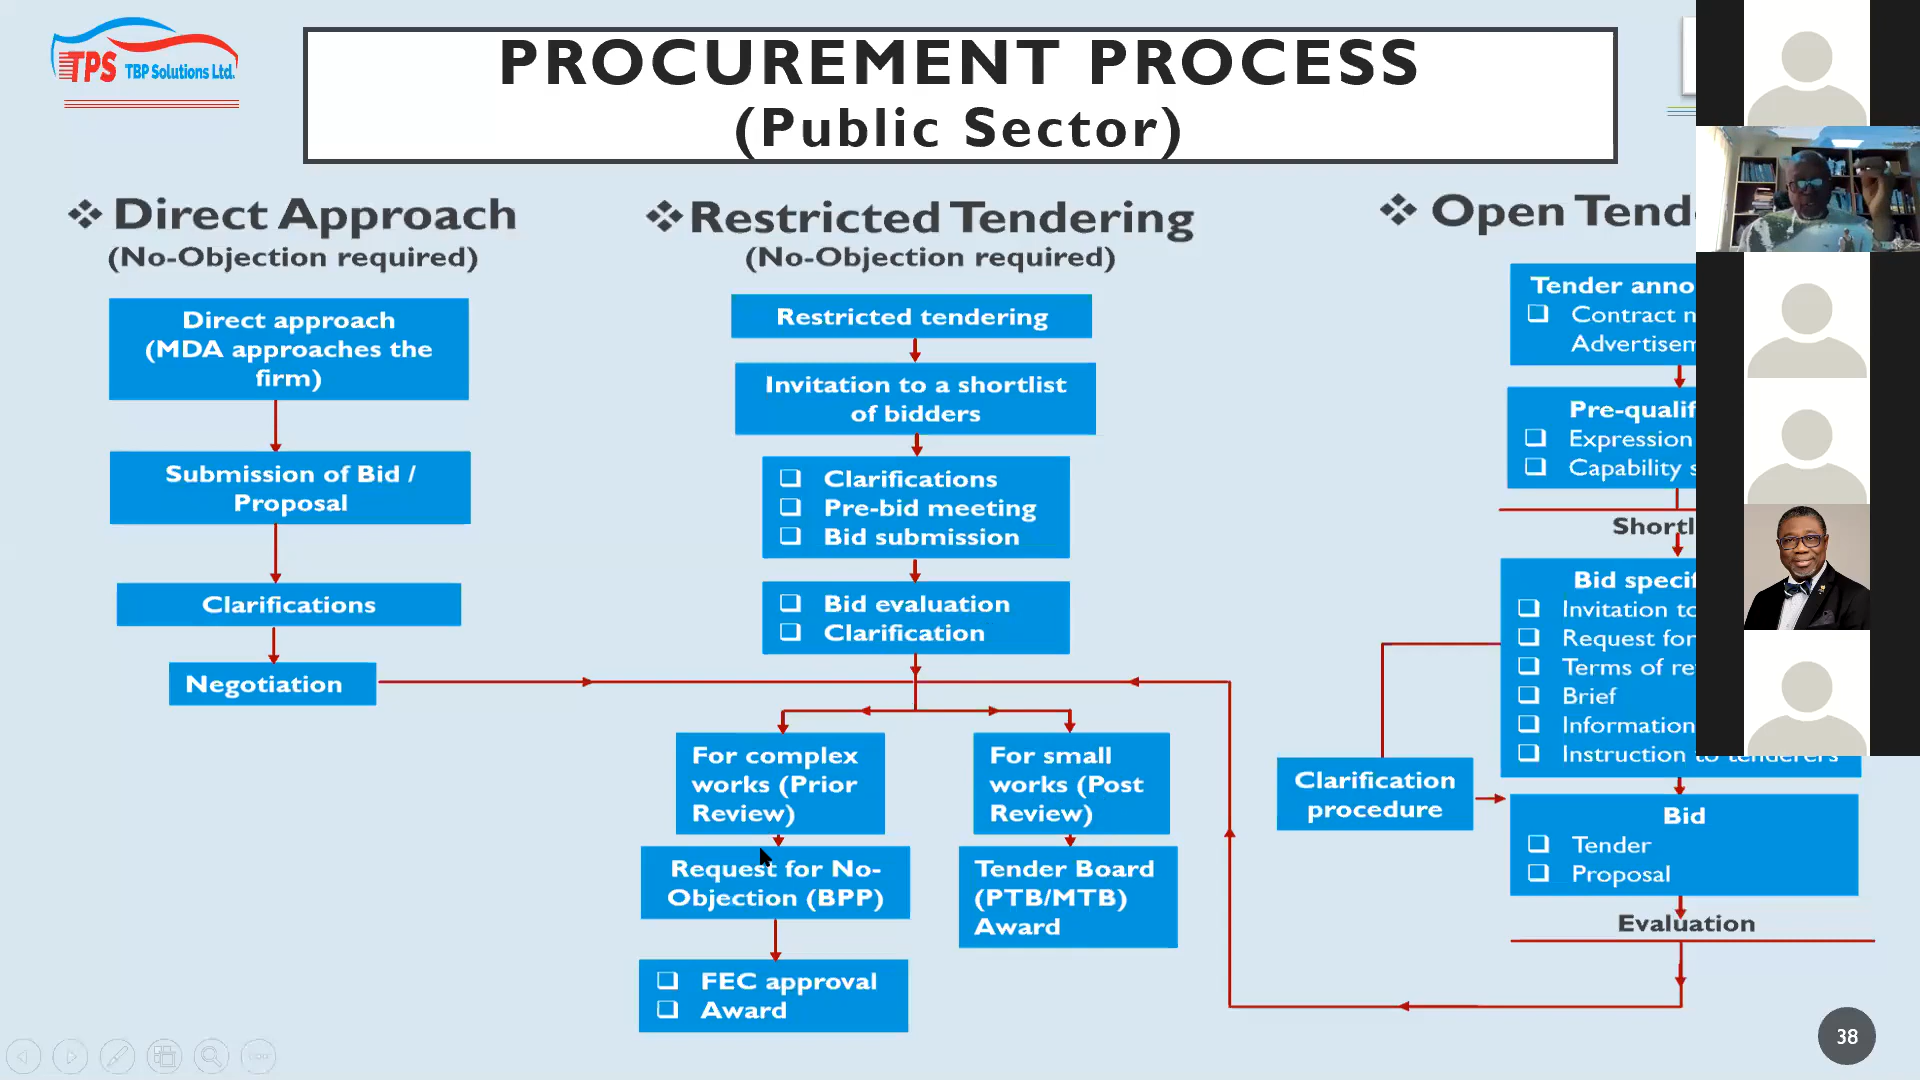 TPS TBP Solutions Ltd.
PROCUREMENT PROCESS
(Public Sector)
❖ Direct Approach
(No-Objection required)
Direct approach
(MDA approaches the
firm)
Submission of Bid /
Proposal
Clarifications
Negotiation
❖ Restricted Tendering
(No-Objection required)
Restricted tendering
Invitation to a shortlist
of bidders
❑ Clarifications
❑ Pre-bid meeting
❑ Bid submission
❑ Bid evaluation
❑ Clarification
For complex
works (Prior
Review)
Request for No-
Objection (BPP)
❑ FEC approval
❑ Award
For small
works (Post
Review)
Tender Board
(PTB/MTB)
Award
❖ Open Tend
Tender anno
❑ Contract n
Advertisem
Pre-qualif
❑ Expression
❑ Capability s
Shortl
Bid specif
❑ Invitation to
❑ Request for
❑ Terms of re
❑ Brief
❑ Information
❑ Instruction to tenderers
Clarification
procedure
Bid
❑ Tender
❑ Proposal
Evaluation
38